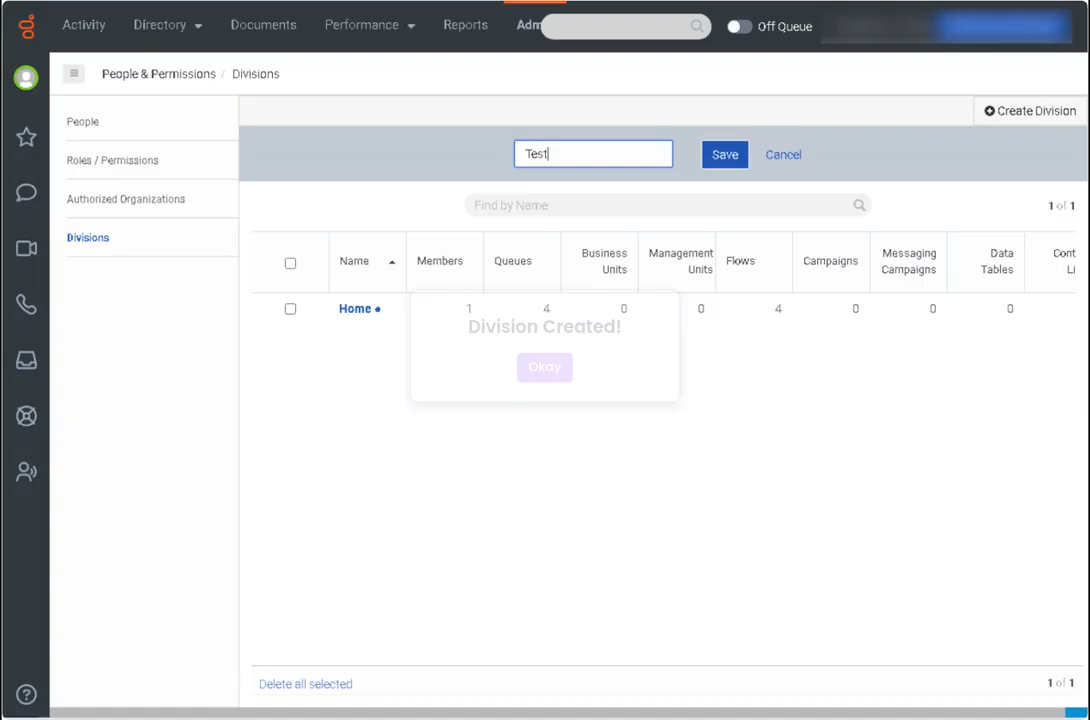 Activity Directory Documents Performance Reports Adm Off Queue
People & Permissions / Divisions
People
Roles / Permissions
Authorized Organizations
Divisions
Create Division
Test Save Cancel
Find by Name 1 of 1
Name Members Queues Business Units Management Units Flows Campaigns Messaging Campaigns Data Tables Cont Li
Home 1 4 0 0 4 0 0 0
Division Created!
Okay
Delete all selected 1 of 1